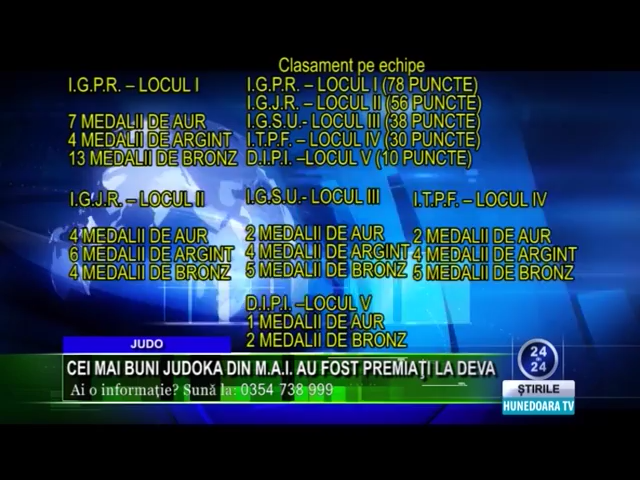 Clasament pe echipe
I.G.P.R. – LOCUL I
7 MEDALII DE AUR
4 MEDALII DE ARGINT
13 MEDALII DE BRONZ
I.G.P.R. – LOCUL I (78 PUNCTE)
I.G.J.R. – LOCUL II (56 PUNCTE)
I.G.S.U.- LOCUL III (38 PUNCTE)
I.T.P.F. – LOCUL IV (30 PUNCTE)
D.I.P.I. –LOCUL V (10 PUNCTE)
I.G.J.R. – LOCUL II
4 MEDALII DE AUR
6 MEDALII DE ARGINT
4 MEDALII DE BRONZ
I.G.S.U.- LOCUL III
2 MEDALII DE AUR
4 MEDALII DE ARGINT
5 MEDALII DE BRONZ
I.T.P.F. – LOCUL IV
2 MEDALII DE AUR
4 MEDALII DE ARGINT
5 MEDALII DE BRONZ
D.I.P.I. –LOCUL V
1 MEDALII DE AUR
2 MEDALII DE BRONZ
JUDO
CEI MAI BUNI JUDOKA DIN M.A.I. AU FOST PREMIAŢI LA DEVA
Ai o informaţie? Sună la: 0354 738 999
24
24
ŞTIRILE
HUNEDOARA TV